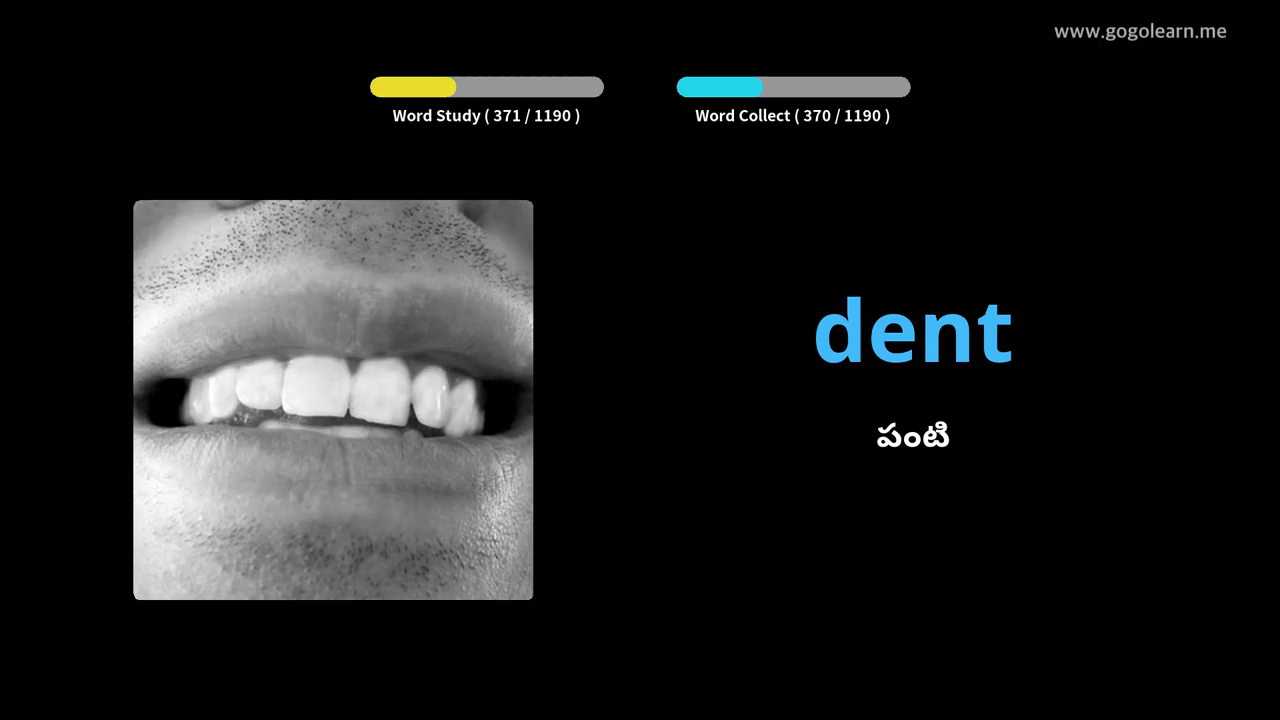 www.gogolearn.me
Word Study ( 371 / 1190 )
Word Collect ( 370 / 1190 )
dent
పంటి